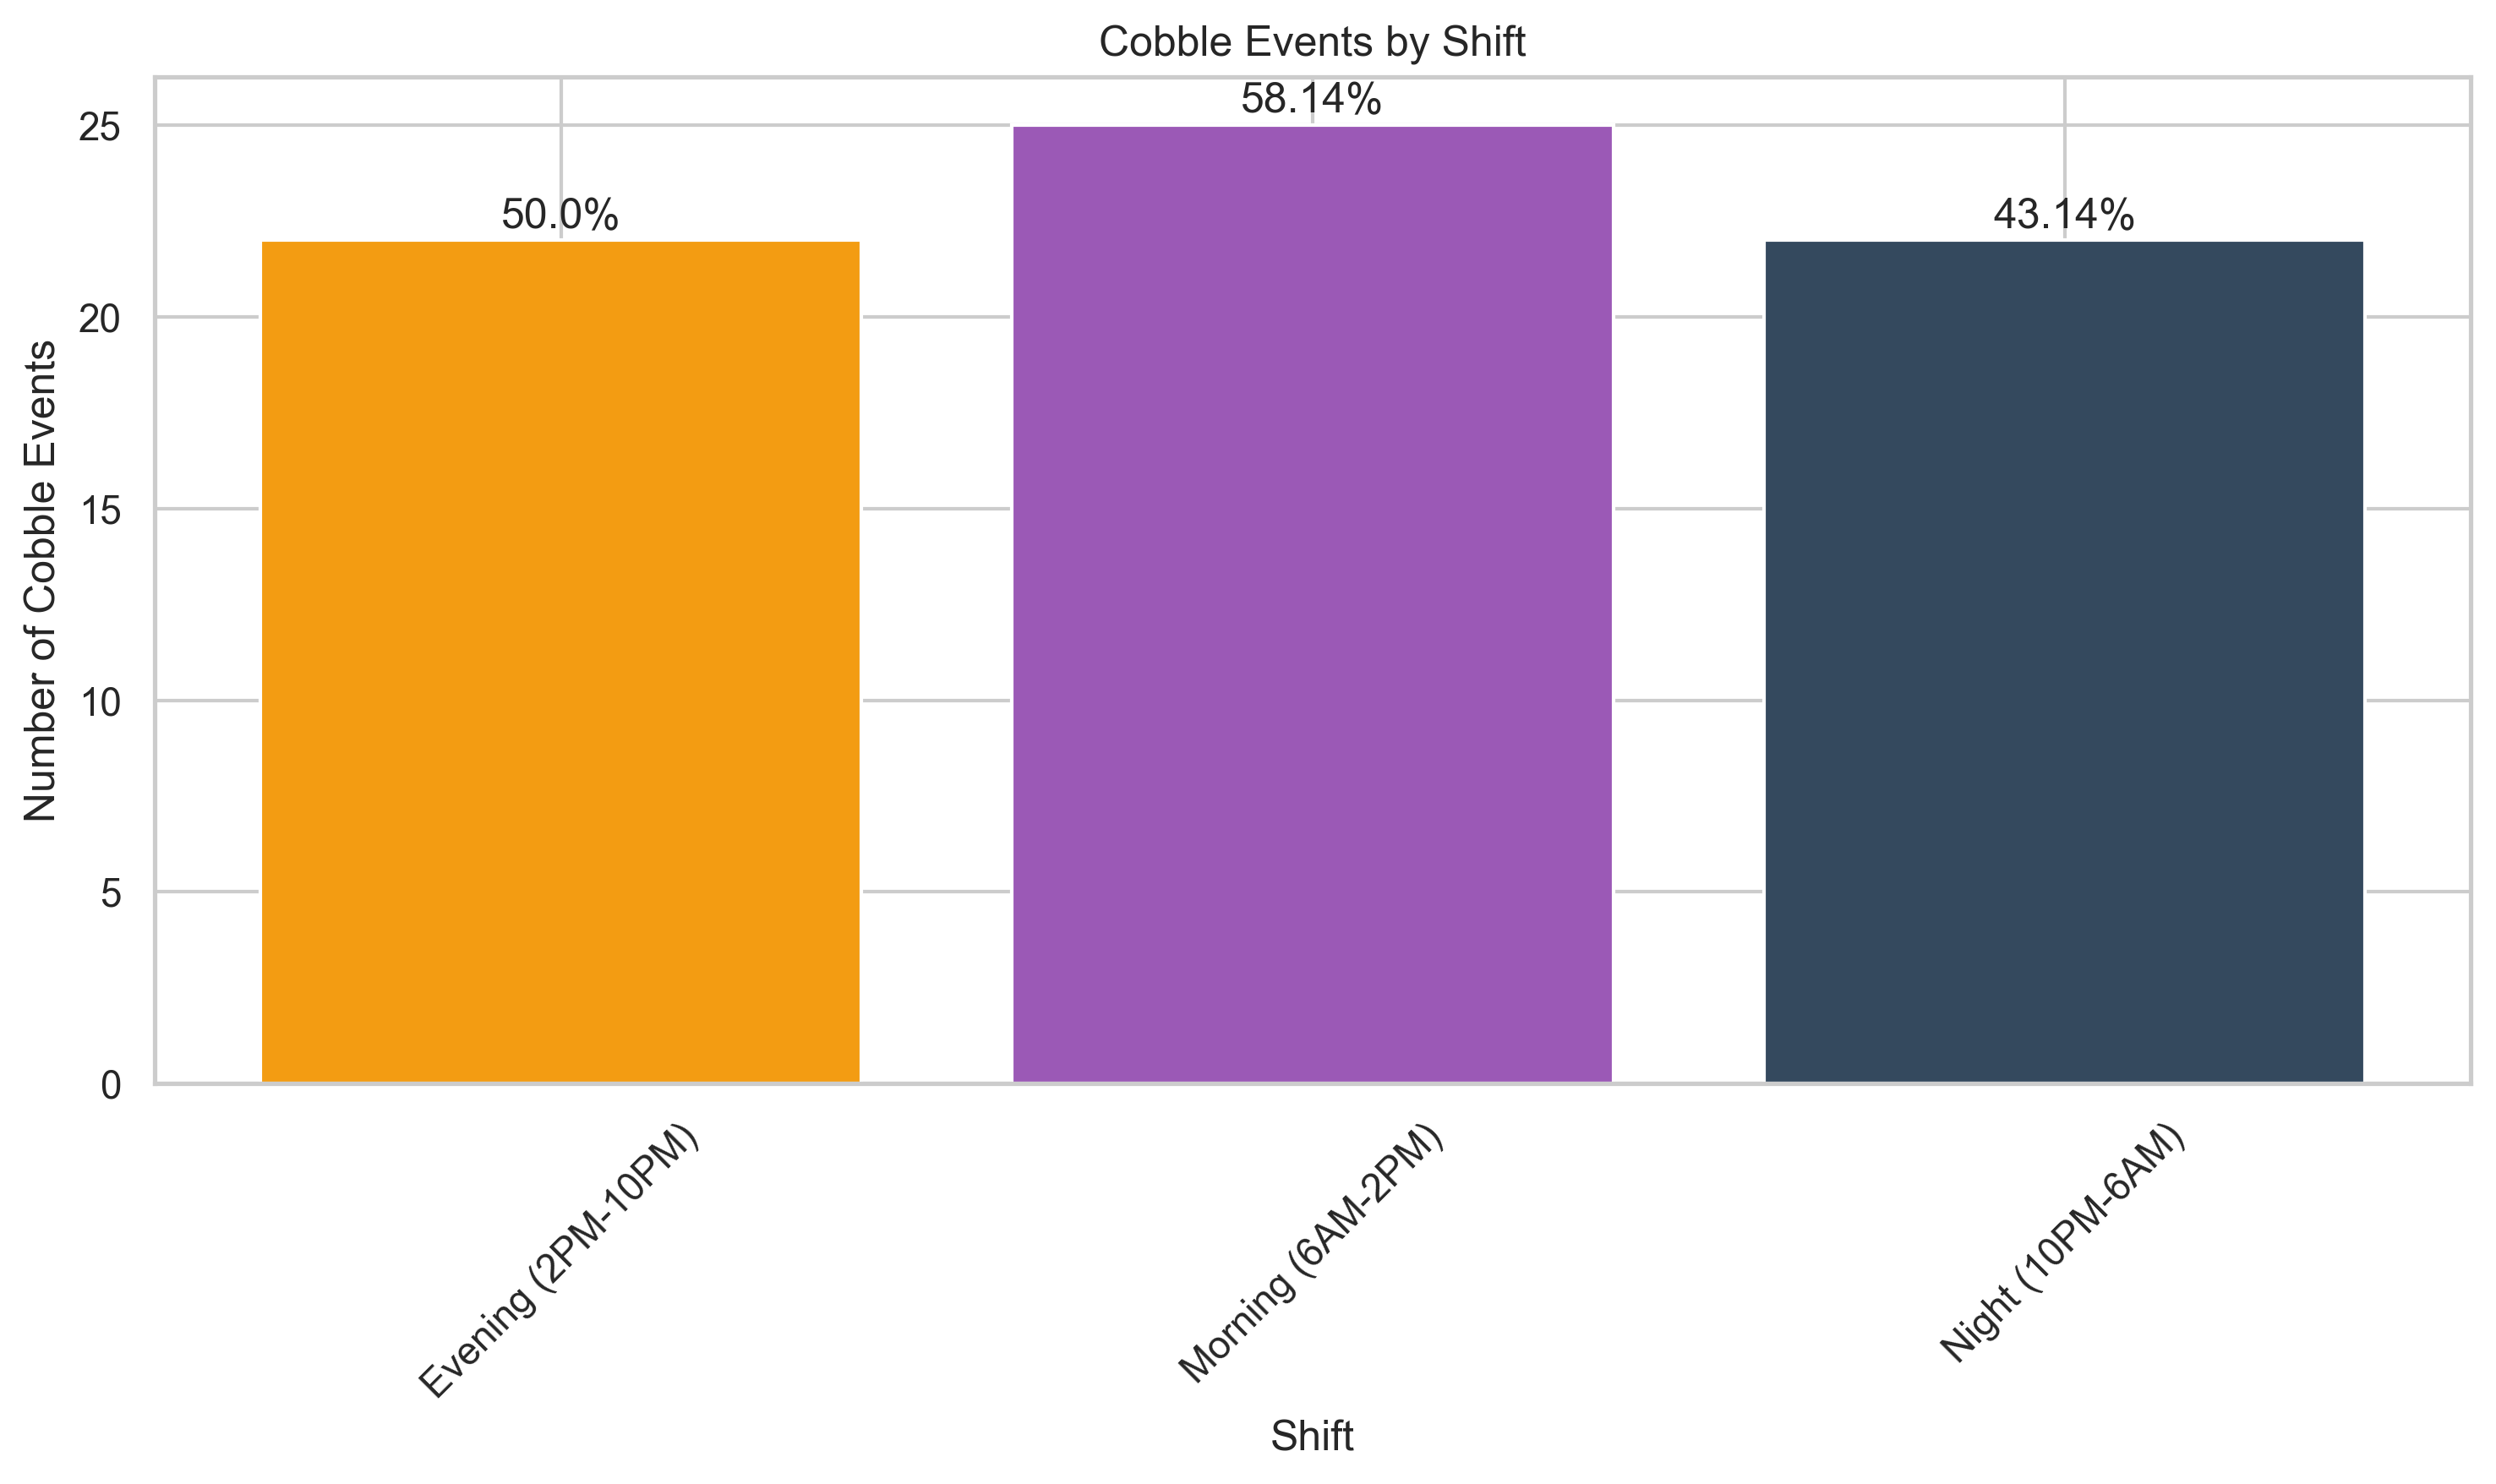 Cobble Events by Shift
58.14%
50.0%
43.14%
25
20
15
10
5
0
Number of Cobble Events
Evening (2PM-10PM)
Morning (6AM-2PM)
Night (10PM-6AM)
Shift